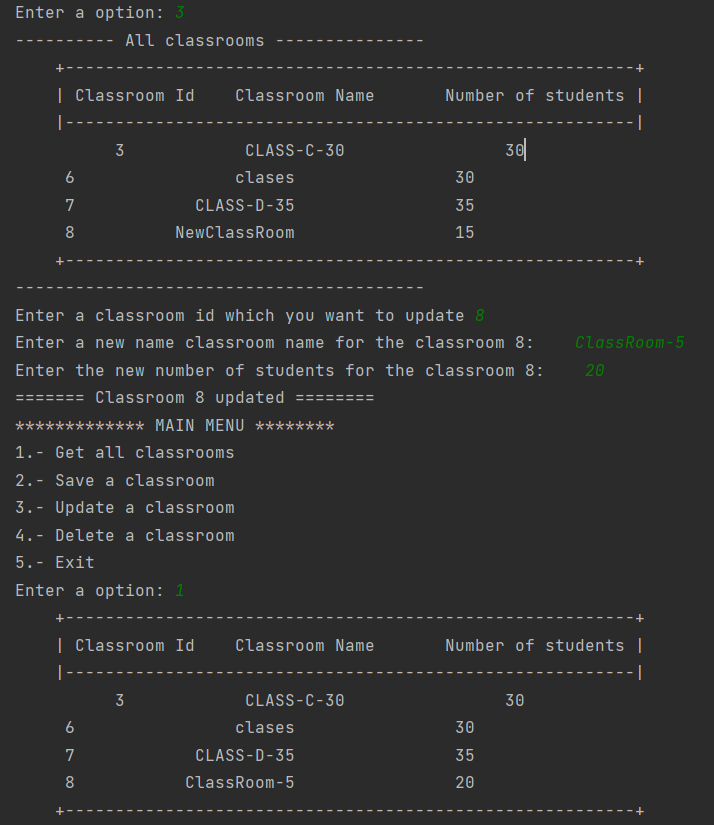 Enter a option: 3
---------- All classrooms ---------------
    +---------------------------------------------------------+
    | Classroom Id    Classroom Name       Number of students |
    |---------------------------------------------------------|
          3            CLASS-C-30                30
     6                clases                30
     7            CLASS-D-35                35
     8          NewClassRoom                15
    +---------------------------------------------------------+
-----------------------------------------
Enter a classroom id which you want to update 8
Enter a new name classroom name for the classroom 8:    ClassRoom-5
Enter the new number of students for the classroom 8:    20
======= Classroom 8 updated ========
************* MAIN MENU ********
1.- Get all classrooms
2.- Save a classroom
3.- Update a classroom
4.- Delete a classroom
5.- Exit
Enter a option: 1
    +---------------------------------------------------------+
    | Classroom Id    Classroom Name       Number of students |
    |---------------------------------------------------------|
          3            CLASS-C-30                30
     6                clases                30
     7            CLASS-D-35                35
     8           ClassRoom-5                20
    +---------------------------------------------------------+